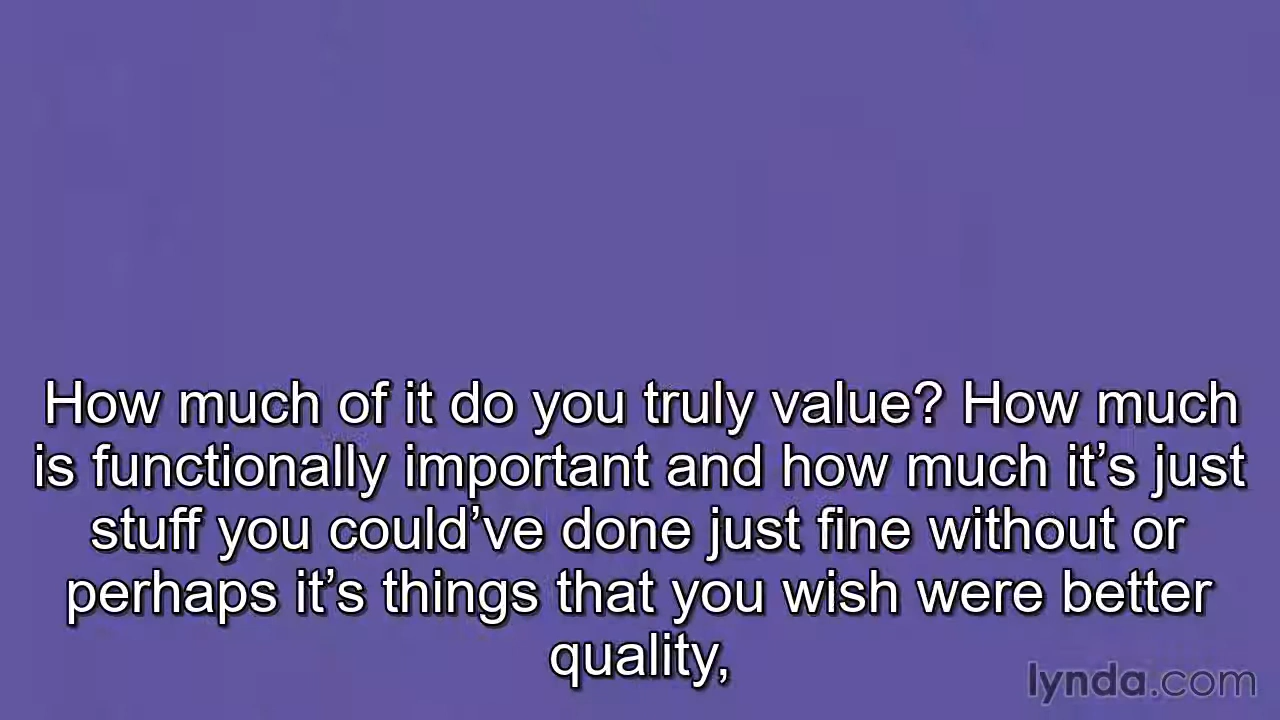 How much of it do you truly value? How much
is functionally important and how much it’s just
stuff you could’ve done just fine without or
perhaps it’s things that you wish were better
quality,
lynda.com